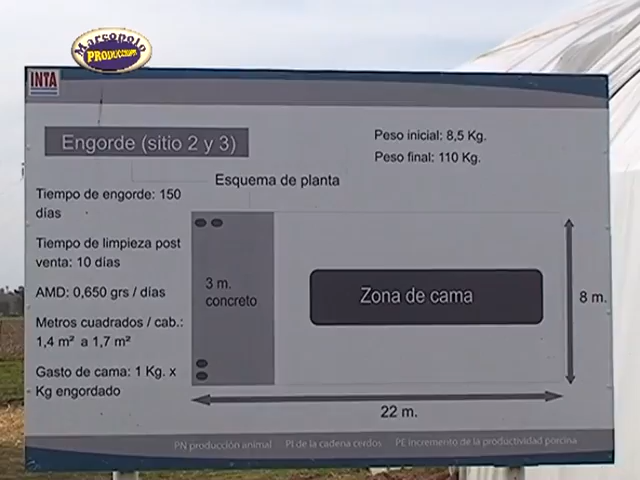 Marcopolo
PRODUCCIONES
INTA
Engorde (sitio 2 y 3)
Peso inicial: 8,5 Kg.
Peso final: 110 Kg.
Esquema de planta
Tiempo de engorde: 150
días
Tiempo de limpieza post
venta: 10 días
AMD: 0,650 grs / días
Metros cuadrados / cab.:
1,4 m² a 1,7 m²
Gasto de cama: 1 Kg. x
Kg engordado
3 m.
concreto
Zona de cama
8 m.
22 m.
PN producción animal PI de la cadena cerdos PE Incremento de la productividad porcina